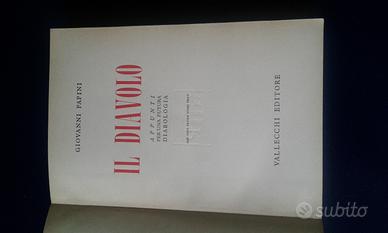 GIOVANNI PAPINI
IL DIAVOLO
APPUNTI
PER UNA FUTURA
DIABOLOGIA
VALLECCHI EDITORE
subito